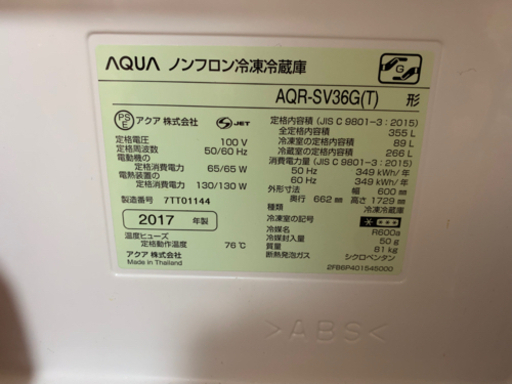 AQUA ノンフロン冷凍冷蔵庫
G
AQR-SV36G(T) 形
PS E アクア 株式会社 S JET
定格電圧 100 V
定格周波数 50/60 Hz
電動機の
定格消費電力 65/65 W
電熱装置の
定格消費電力 130/130 W
製造番号 7TT01144
2017 年製
温度ヒューズ
定格動作温度 76℃
アクア 株式会社
Made in Thailand
定格内容積 (JIS C 9801-3 : 2015)
全定格内容積 355 L
冷凍室の定格内容積 89 L
冷蔵室の定格内容積 266 L
消費電力量 (JIS C 9801-3 : 2015)
50 Hz 349 kWh/年
60 Hz 349 kWh/年
外形寸法 幅 600 mm
奥行 662 mm 高さ 1729 mm
種類 冷凍冷蔵庫
冷凍室の記号
冷媒名 R600a
冷媒封入量 50 g
質量 81 kg
断熱発泡ガス シクロペンタン
2FB6P401545000
>ABS<